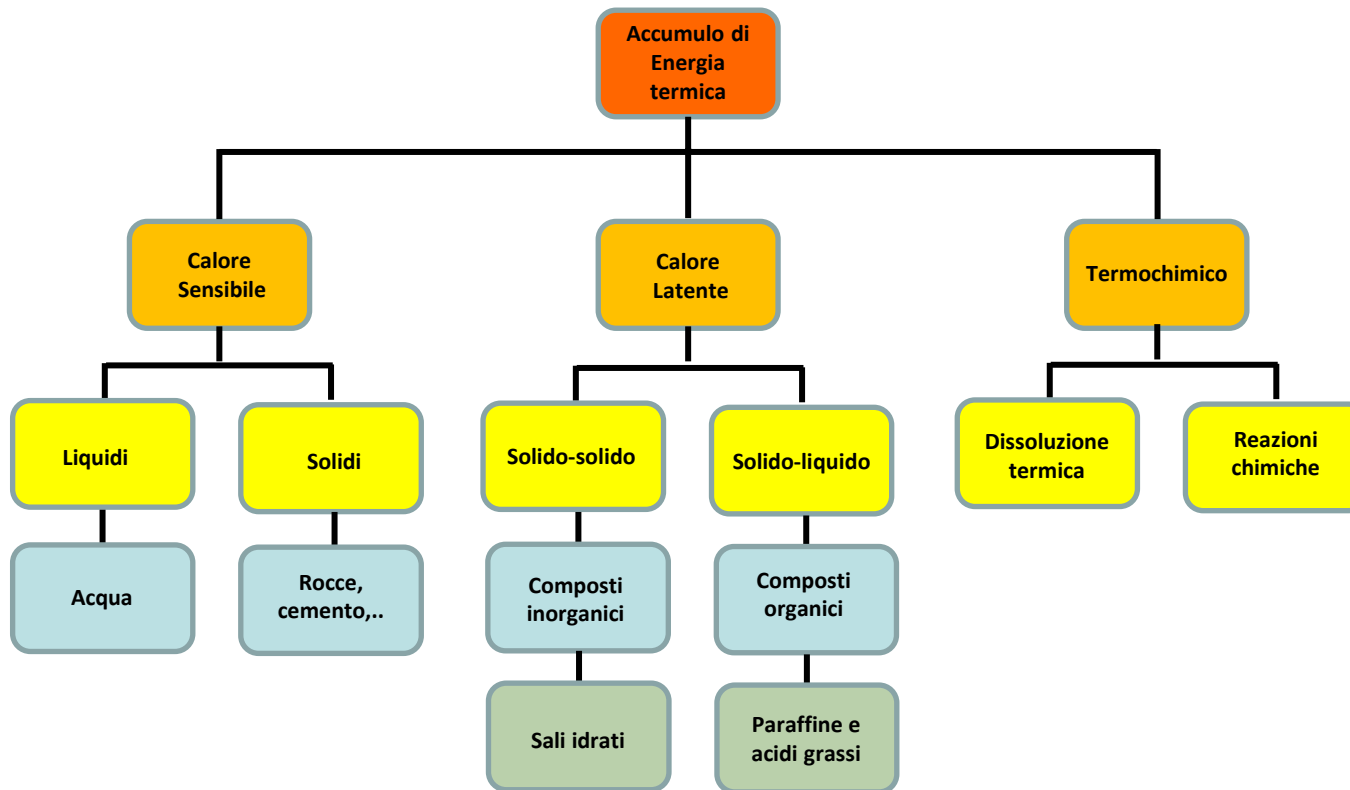 Accumulo di
Energia
termica
Calore
Sensibile
Calore
Latente
Termochimico
Liquidi
Solidi
Solido-solido
Solido-liquido
Dissoluzione
termica
Reazioni
chimiche
Acqua
Rocce,
cemento,..
Composti
inorganici
Composti
organici
Sali idrati
Paraffine e
acidi grassi